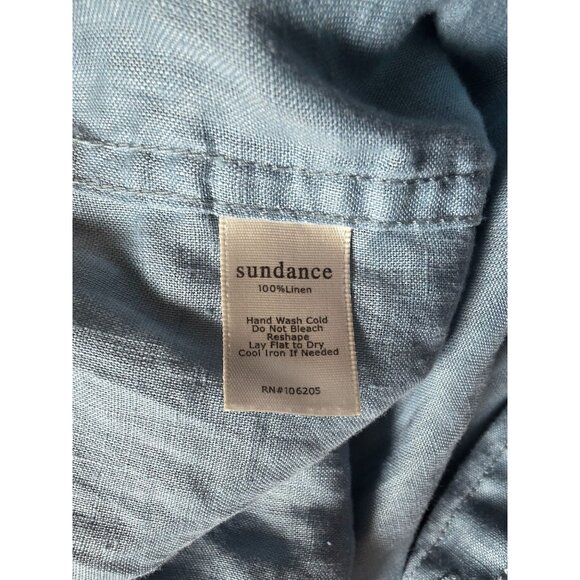 sundance
100%Linen
Hand Wash Cold
Do Not Bleach
Reshape
Lay Flat to Dry
Cool Iron If Needed
RN#106205